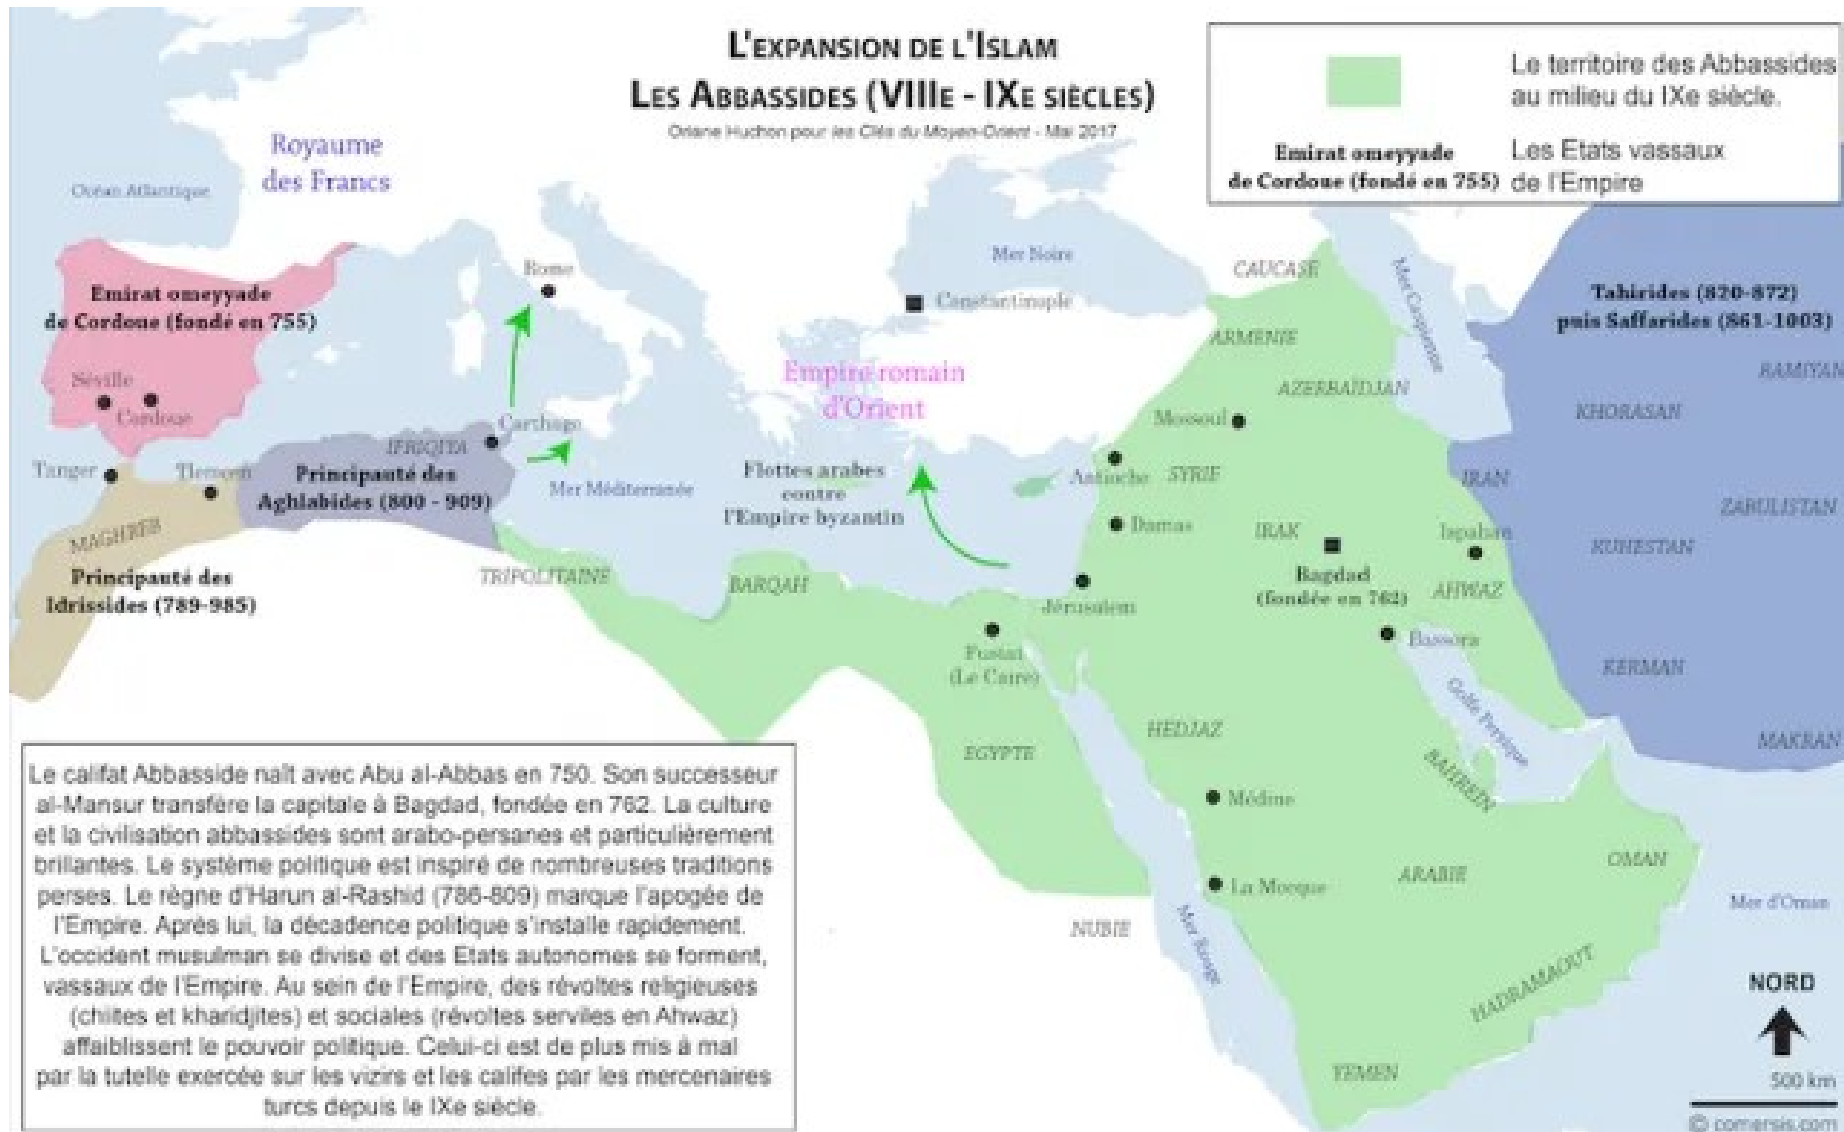 L'EXPANSION DE L'ISLAM
LES ABBASSIDES (VIIIE - IXE SIÈCLES)
Oriane Huchon pour les Clés du Moyen-Orient - Mai 2017
Le territoire des Abbassides
au milieu du IXe siècle.
Emirat omeyyade
de Cordoue (fondé en 755)
Les Etats vassaux
de l'Empire
Royaume
des Francs
Océan Atlantique
Emirat omeyyade
de Cordoue (fondé en 755)
Séville
Cordoue
Rome
Mer Noire
Constantinople
CAUCASE
Mer Caspienne
Tahirides (820-872)
puis Saffarides (861-1003)
ARMENIE
AZERBAÏDJAN
BAMIYAN
KHORASAN
Empire romain
d'Orient
Mossoul
Carthage
IFRIQIYA
Tanger
Tlemcen
Principauté des
Aghlabides (800 - 909)
Mer Méditerranée
Flottes arabes
contre
l'Empire byzantin
Antioche
SYRIE
IRAN
ZABULISTAN
MAGHREB
Damas
IRAK
Ispahan
KUHESTAN
Principauté des
Idrissides (789-985)
TRIPOLITAINE
BARQAH
Jérusalem
Bagdad
(fondée en 762)
AHWAZ
Fustat
(Le Caire)
Bassora
KERMAN
Golfe Persique
HEDJAZ
EGYPTE
BAHREIN
MAKRAN
Médine
La Mecque
ARABIE
OMAN
Mer d'Oman
NUBIE
Mer Rouge
HADRAMAOUT
YEMEN
Le califat Abbasside naît avec Abu al-Abbas en 750. Son successeur
al-Mansur transfère la capitale à Bagdad, fondée en 762. La culture
et la civilisation abbassides sont arabo-persanes et particulièrement
brillantes. Le système politique est inspiré de nombreuses traditions
perses. Le règne d'Harun al-Rashid (786-809) marque l'apogée de
l'Empire. Après lui, la décadence politique s'installe rapidement.
L'occident musulman se divise et des Etats autonomes se forment,
vassaux de l'Empire. Au sein de l'Empire, des révoltes religieuses
(chiites et kharidjites) et sociales (révoltes serviles en Ahwaz)
affaiblissent le pouvoir politique. Celui-ci est de plus mis à mal
par la tutelle exercée sur les vizirs et les califes par les mercenaires
turcs depuis le IXe siècle.
NORD
500 km
© comersis.com